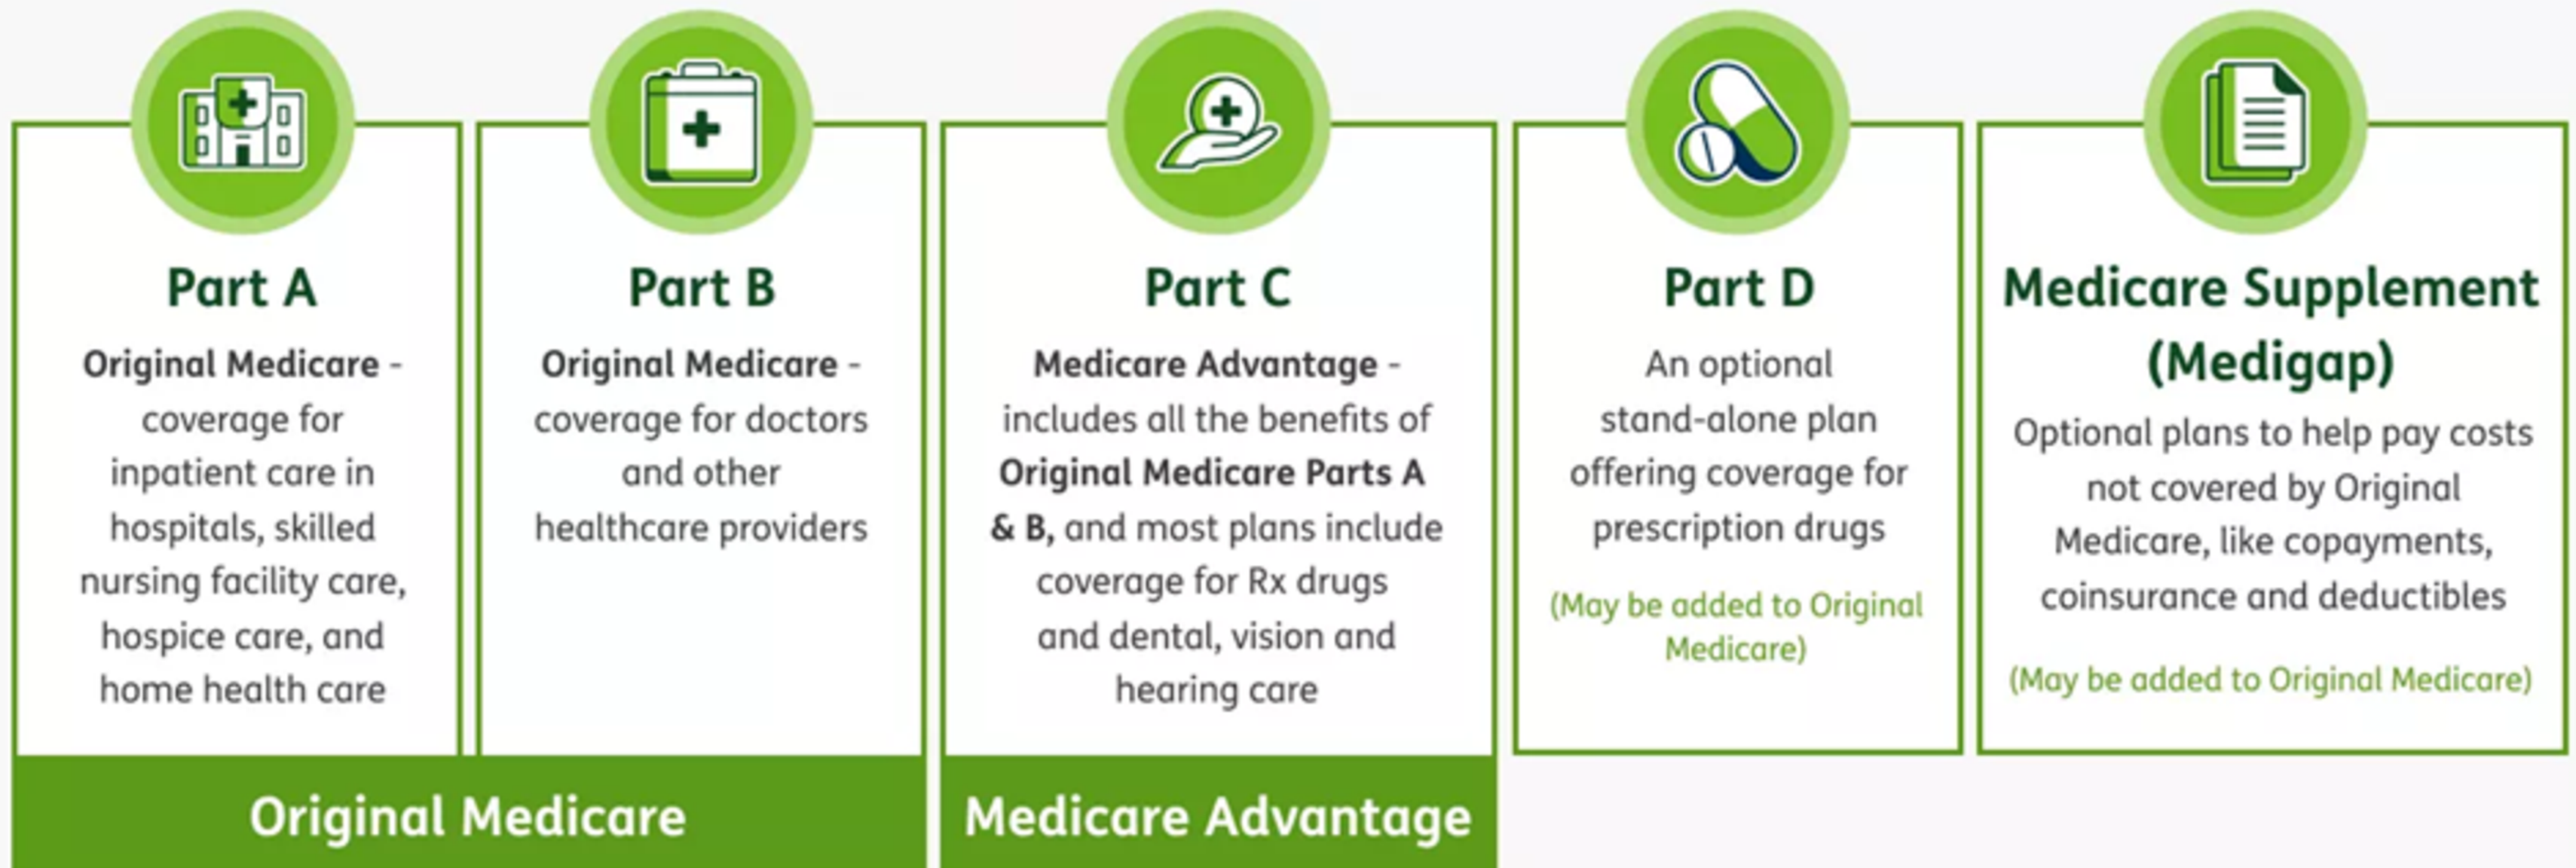 Part A
Original Medicare -
coverage for
inpatient care in
hospitals, skilled
nursing facility care,
hospice care, and
home health care
Part B
Original Medicare -
coverage for doctors
and other
healthcare providers
Original Medicare
Part C
Medicare Advantage -
includes all the benefits of
Original Medicare Parts A
& B, and most plans include
coverage for Rx drugs
and dental, vision and
hearing care
Medicare Advantage
Part D
An optional
stand-alone plan
offering coverage for
prescription drugs
(May be added to Original
Medicare)
Medicare Supplement
(Medigap)
Optional plans to help pay costs
not covered by Original
Medicare, like copayments,
coinsurance and deductibles
(May be added to Original Medicare)